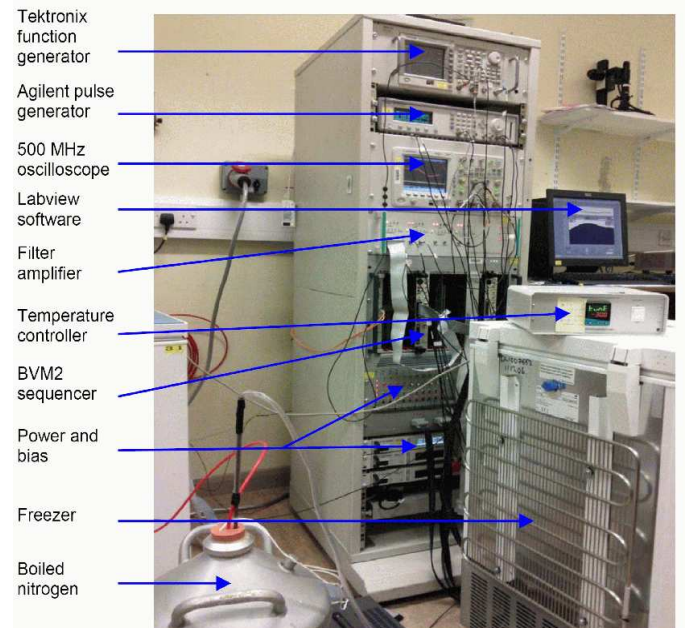 Tektronix
function
generator
Agilent pulse
generator
500 MHz
oscilloscope
Labview
software
Filter
amplifier
Temperature
controller
BVM2
sequencer
Power and
bias
Freezer
Boiled
nitrogen